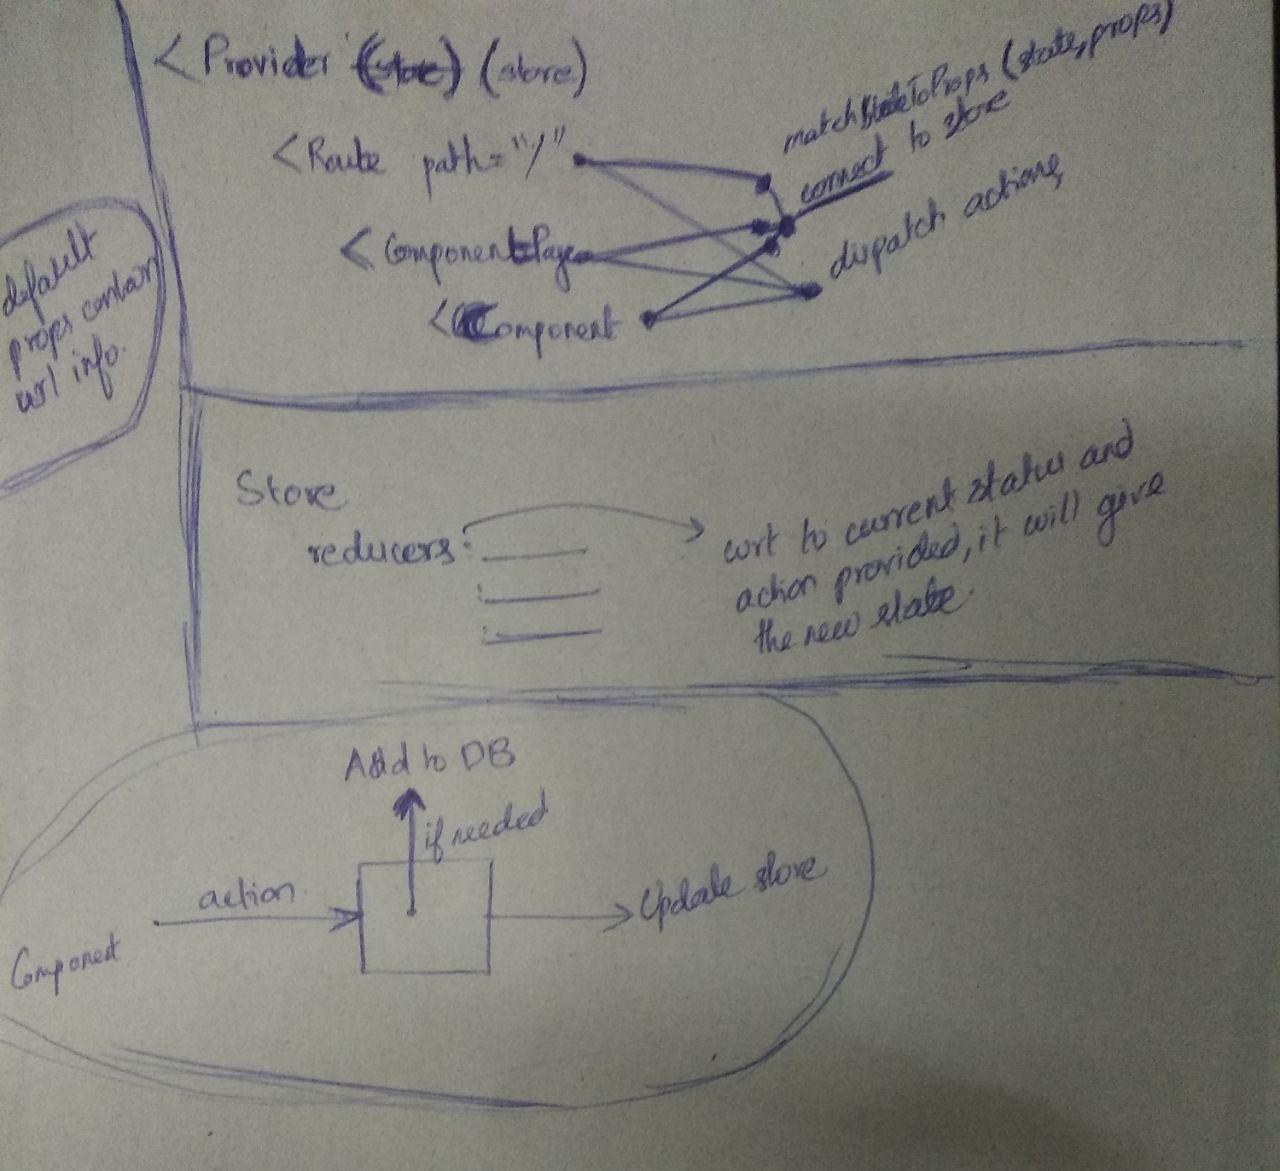 <Provider (store) (store)
<Route path="/"
<ComponentPage
<Component
matchStateToProps (state, props)
connect to store
dispatch actions
default
props contain
url info.
Store
reducers:
wrt to current status and
action provided, it will give
the new state.
Add to DB
if needed
action
Component
Update store